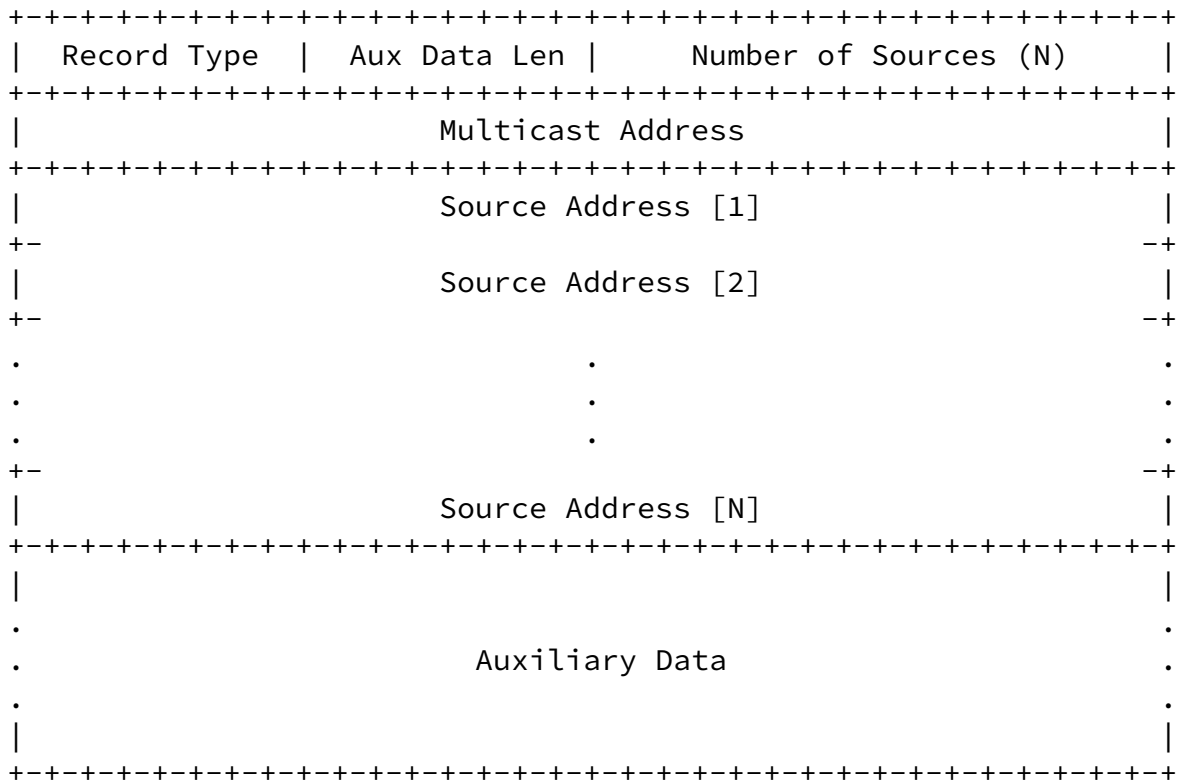 +-+-+-+-+-+-+-+-+-+-+-+-+-+-+-+-+-+-+-+-+-+-+-+-+-+-+-+-+-+-+-+-+
|  Record Type  |  Aux Data Len |     Number of Sources (N)     |
+-+-+-+-+-+-+-+-+-+-+-+-+-+-+-+-+-+-+-+-+-+-+-+-+-+-+-+-+-+-+-+-+
|                       Multicast Address                       |
+-+-+-+-+-+-+-+-+-+-+-+-+-+-+-+-+-+-+-+-+-+-+-+-+-+-+-+-+-+-+-+-+
|                       Source Address [1]                      |
+-                                                             -+
|                       Source Address [2]                      |
+-                                                             -+
.                               .                               .
.                               .                               .
.                               .                               .
+-                                                             -+
|                       Source Address [N]                      |
+-+-+-+-+-+-+-+-+-+-+-+-+-+-+-+-+-+-+-+-+-+-+-+-+-+-+-+-+-+-+-+-+
|                                                               |
.                                                               .
.                         Auxiliary Data                        .
.                                                               .
|                                                               |
+-+-+-+-+-+-+-+-+-+-+-+-+-+-+-+-+-+-+-+-+-+-+-+-+-+-+-+-+-+-+-+-+